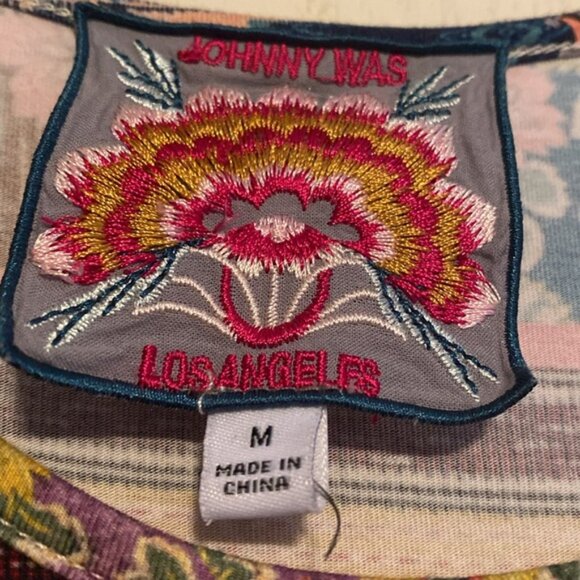 JOHNNY WAS
LOS ANGELES
M
MADE IN
CHINA